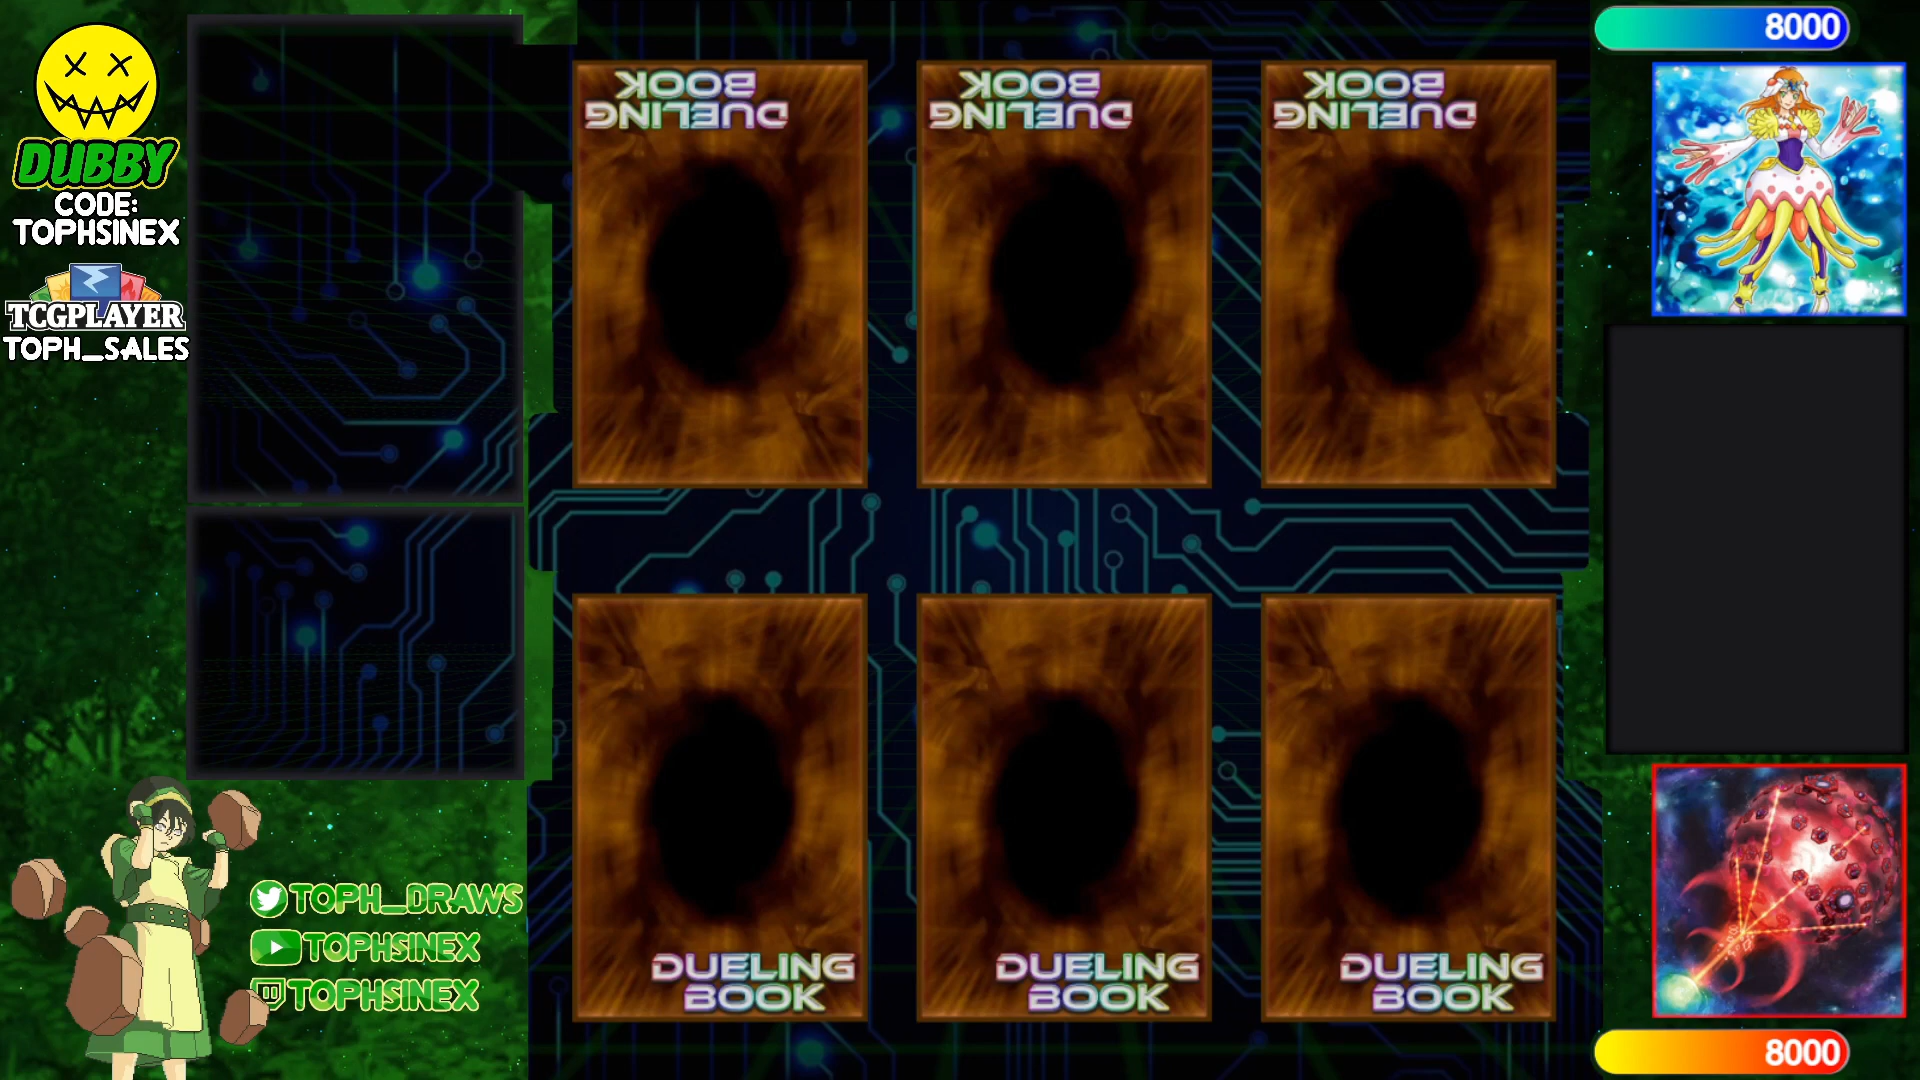 DUBBY
CODE:
TOPHSINEX
TCGPLAYER
TOPH_SALES
8000
DUELING
BOOK
DUELING
BOOK
DUELING
BOOK
DUELING
BOOK
DUELING
BOOK
DUELING
BOOK
TOPH_DRAWS
TOPHSINEX
TOPHSINEX
8000